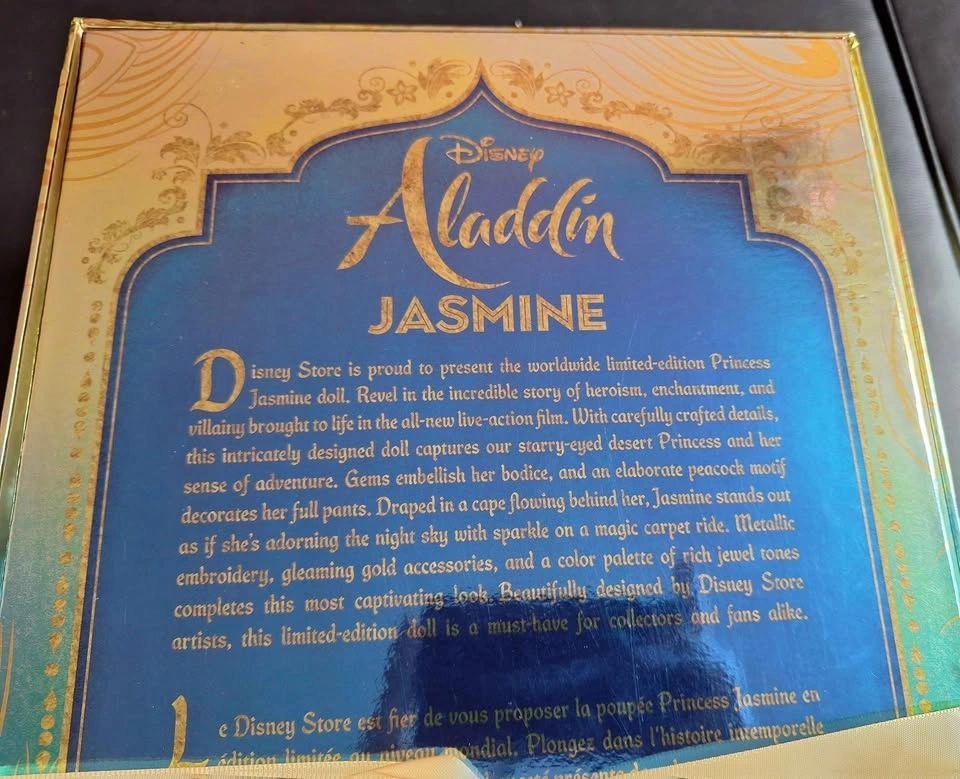 Disney
Aladdin
JASMINE
Disney Store is proud to present the worldwide limited-edition Princess
Jasmine doll. Revel in the incredible story of heroism, enchantment, and
villainy brought to life in the all-new live-action film. With carefully crafted details,
this intricately designed doll captures our starry-eyed desert Princess and her
sense of adventure. Gems embellish her bodice, and an elaborate peacock motif
decorates her full pants. Draped in a cape flowing behind her, Jasmine stands out
as if she's adorning the night sky with sparkle on a magic carpet ride. Metallic
embroidery, gleaming gold accessories, and a color palette of rich jewel tones
completes this most captivating look. Beautifully designed by Disney Store
artists, this limited-edition doll is a must-have for collectors and fans alike.
Le Disney Store est fier de vous proposer la poupée Princess Jasmine en
édition limitée au niveau mondial. Plongez dans l'histoire intemporelle